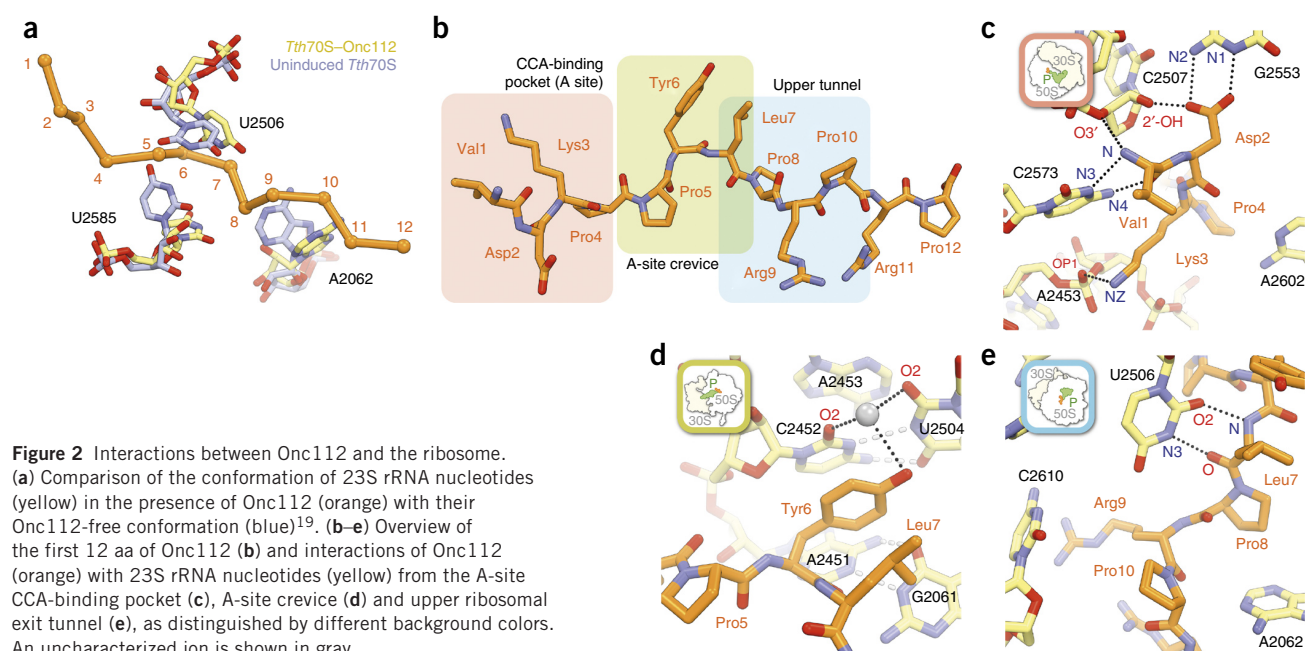 a
Tth70S–Onc112
Uninduced Tth70S
1
2
3
4
5
6
7
8
9
10
11
12
U2506
U2585
A2062
b
CCA-binding
pocket (A site)
Tyr6
Upper tunnel
Val1
Lys3
Leu7
Pro10
Pro8
Pro5
Asp2
Pro4
A-site crevice
Arg9
Arg11
Pro12
c
30S
P
50S
N2
N1
C2507
G2553
O3′
2′-OH
Asp2
N
C2573
N3
N4
Val1
Pro4
Lys3
OP1
A2453
NZ
A2602
d
P
50S
30S
A2453
O2
O2
C2452
U2504
Tyr6
Leu7
A2451
G2061
Pro5
e
30S
P
50S
U2506
O2
N
N3
O
C2610
Leu7
Arg9
Pro8
Pro10
A2062
Figure 2 Interactions between Onc112 and the ribosome.
(a) Comparison of the conformation of 23S rRNA nucleotides
(yellow) in the presence of Onc112 (orange) with their
Onc112-free conformation (blue)19. (b–e) Overview of
the first 12 aa of Onc112 (b) and interactions of Onc112
(orange) with 23S rRNA nucleotides (yellow) from the A-site
CCA-binding pocket (c), A-site crevice (d) and upper ribosomal
exit tunnel (e), as distinguished by different background colors.
An uncharacterized ion is shown in gray.